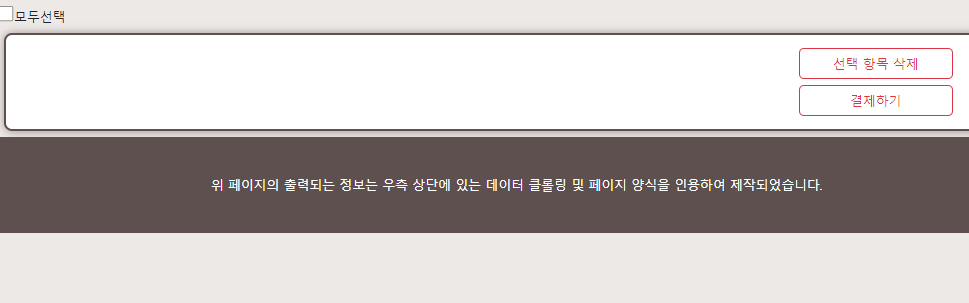 모두선택
선택 항목 삭제
결제하기
위 페이지의 출력되는 정보는 우측 상단에 있는 데이터 클롤링 및 페이지 양식을 인용하여 제작되었습니다.